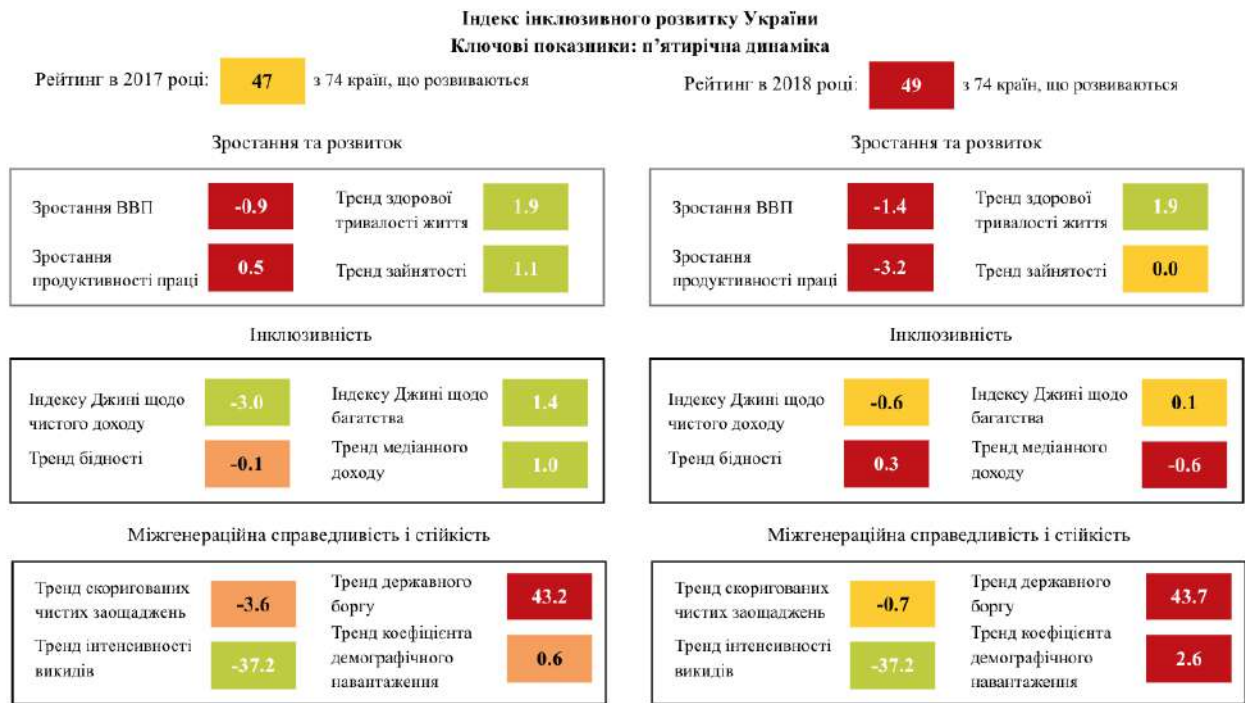 Індекс інклюзивного розвитку України
Ключові показники: п’ятирічна динаміка
Рейтинг в 2017 році: 47 з 74 країн, що розвиваються
Зростання та розвиток
Зростання ВВП -0.9
Тренд здорової
тривалості життя 1.9
Зростання
продуктивності праці 0.5
Тренд зайнятості 1.1
Інклюзивність
Індексу Джині щодо
чистого доходу -3.0
Індексу Джині щодо
багатства 1.4
Тренд бідності -0.1
Тренд медіанного
доходу 1.0
Міжгенераційна справедливість і стійкість
Тренд скоригованих
чистих заощаджень -3.6
Тренд державного
боргу 43.2
Тренд інтенсивності
викидів -37.2
Тренд коефіцієнта
демографічного
навантаження 0.6
Рейтинг в 2018 році: 49 з 74 країн, що розвиваються
Зростання та розвиток
Зростання ВВП -1.4
Тренд здорової
тривалості життя 1.9
Зростання
продуктивності праці -3.2
Тренд зайнятості 0.0
Інклюзивність
Індексу Джині щодо
чистого доходу -0.6
Індексу Джині щодо
багатства 0.1
Тренд бідності 0.3
Тренд медіанного
доходу -0.6
Міжгенераційна справедливість і стійкість
Тренд скоригованих
чистих заощаджень -0.7
Тренд державного
боргу 43.7
Тренд інтенсивності
викидів -37.2
Тренд коефіцієнта
демографічного
навантаження 2.6